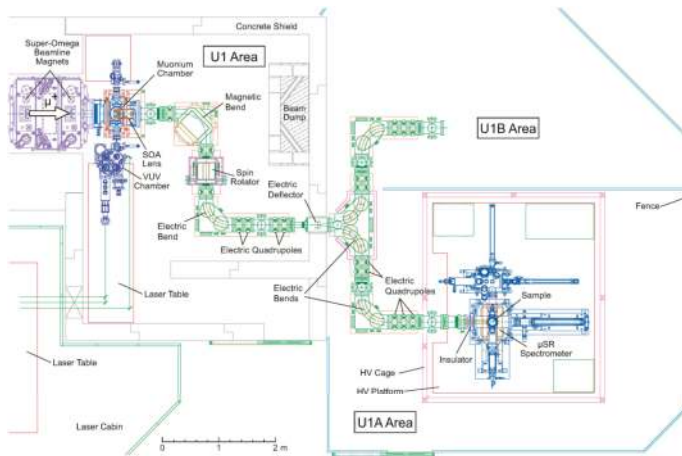 Concrete Shield
Super-Omega
Beamline
Magnets
Muonium
Chamber
U1 Area
Magnetic
Bend
μ+
Beam
Dump
U1B Area
SOA
Lens
VUV
Chamber
Spin
Rotator
Electric
Deflector
Fence
Electric
Bend
Electric Quadrupoles
Electric
Quadrupoles
Electric
Bends
Laser Table
Sample
μSR
Spectrometer
Insulator
Laser Table
HV Cage
HV Platform
U1A Area
Laser Cabin
0
1
2 m